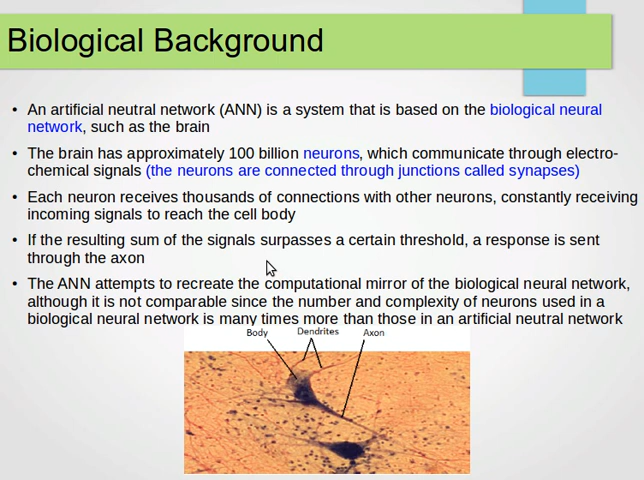 Biological Background
• An artificial neutral network (ANN) is a system that is based on the biological neural
network, such as the brain
• The brain has approximately 100 billion neurons, which communicate through electro-
chemical signals (the neurons are connected through junctions called synapses)
• Each neuron receives thousands of connections with other neurons, constantly receiving
incoming signals to reach the cell body
• If the resulting sum of the signals surpasses a certain threshold, a response is sent
through the axon
• The ANN attempts to recreate the computational mirror of the biological neural network,
although it is not comparable since the number and complexity of neurons used in a
biological neural network is many times more than those in an artificial neutral network
Body Dendrites Axon